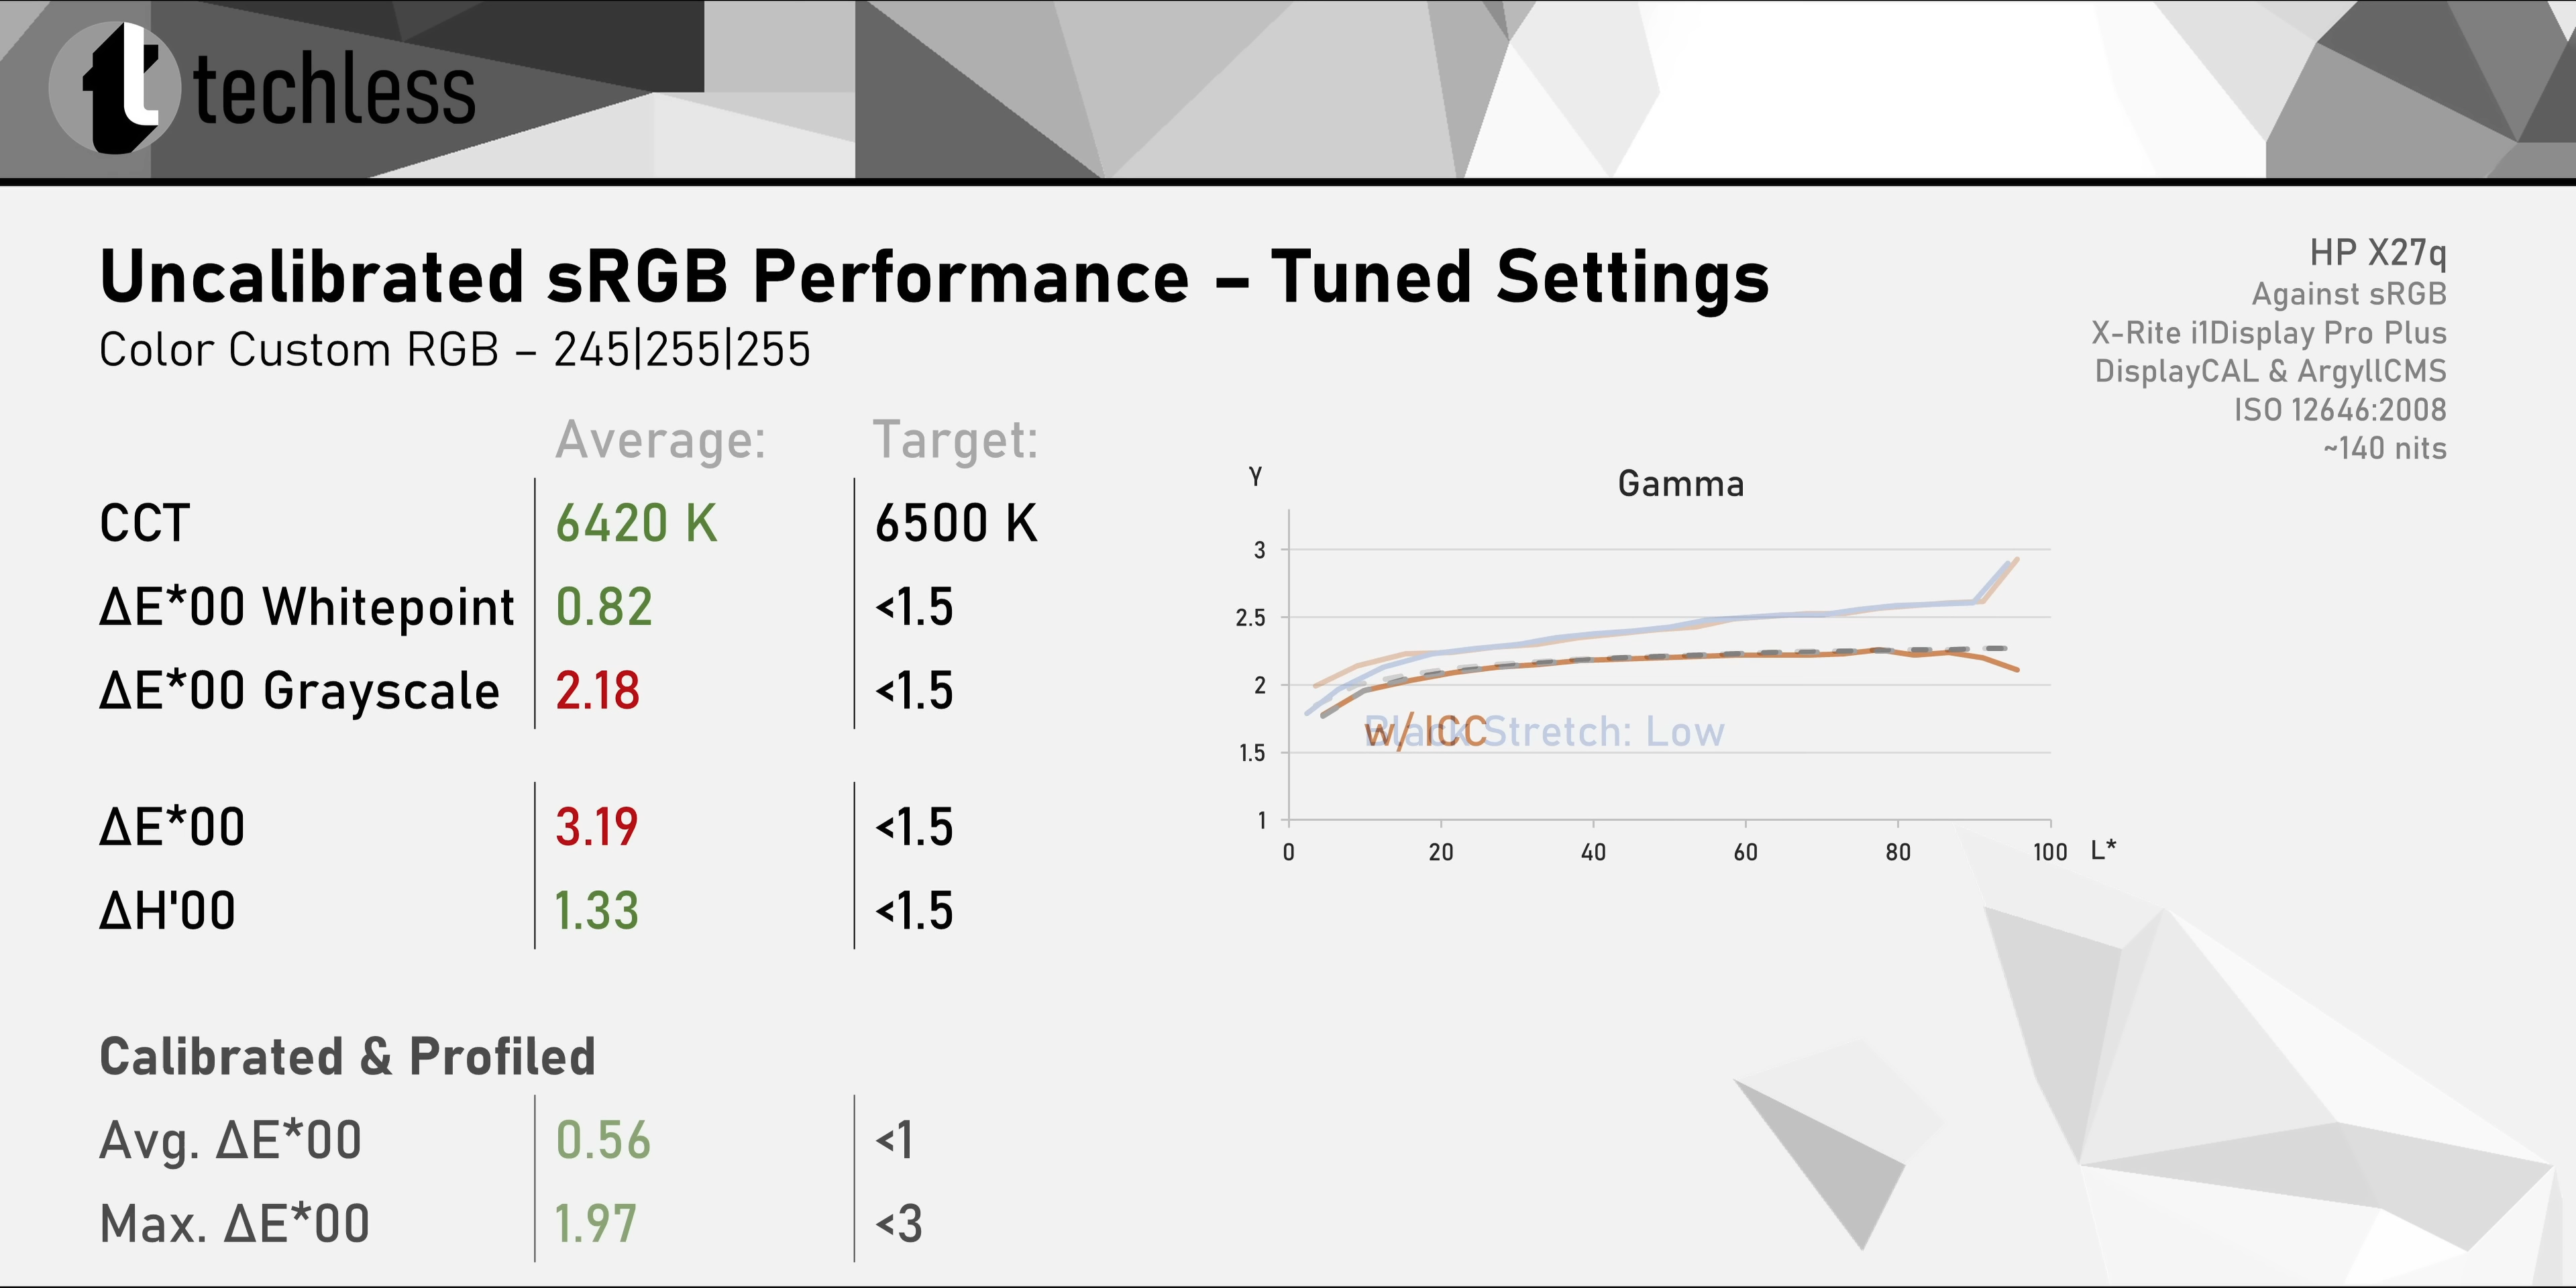 techless
Uncalibrated sRGB Performance – Tuned Settings
Color Custom RGB – 245|255|255
HP X27q
Against sRGB
X-Rite i1Display Pro Plus
DisplayCAL & ArgyllCMS
ISO 12646:2008
~140 nits
Average: Target:
CCT 6420 K 6500 K
ΔE*00 Whitepoint 0.82 <1.5
ΔE*00 Grayscale 2.18 <1.5
ΔE*00 3.19 <1.5
ΔH'00 1.33 <1.5
Calibrated & Profiled
Avg. ΔE*00 0.56 <1
Max. ΔE*00 1.97 <3
Gamma
Y
3
2.5
2
1.5
1
w/ ICC
Black Stretch: Low
0 20 40 60 80 100 L*